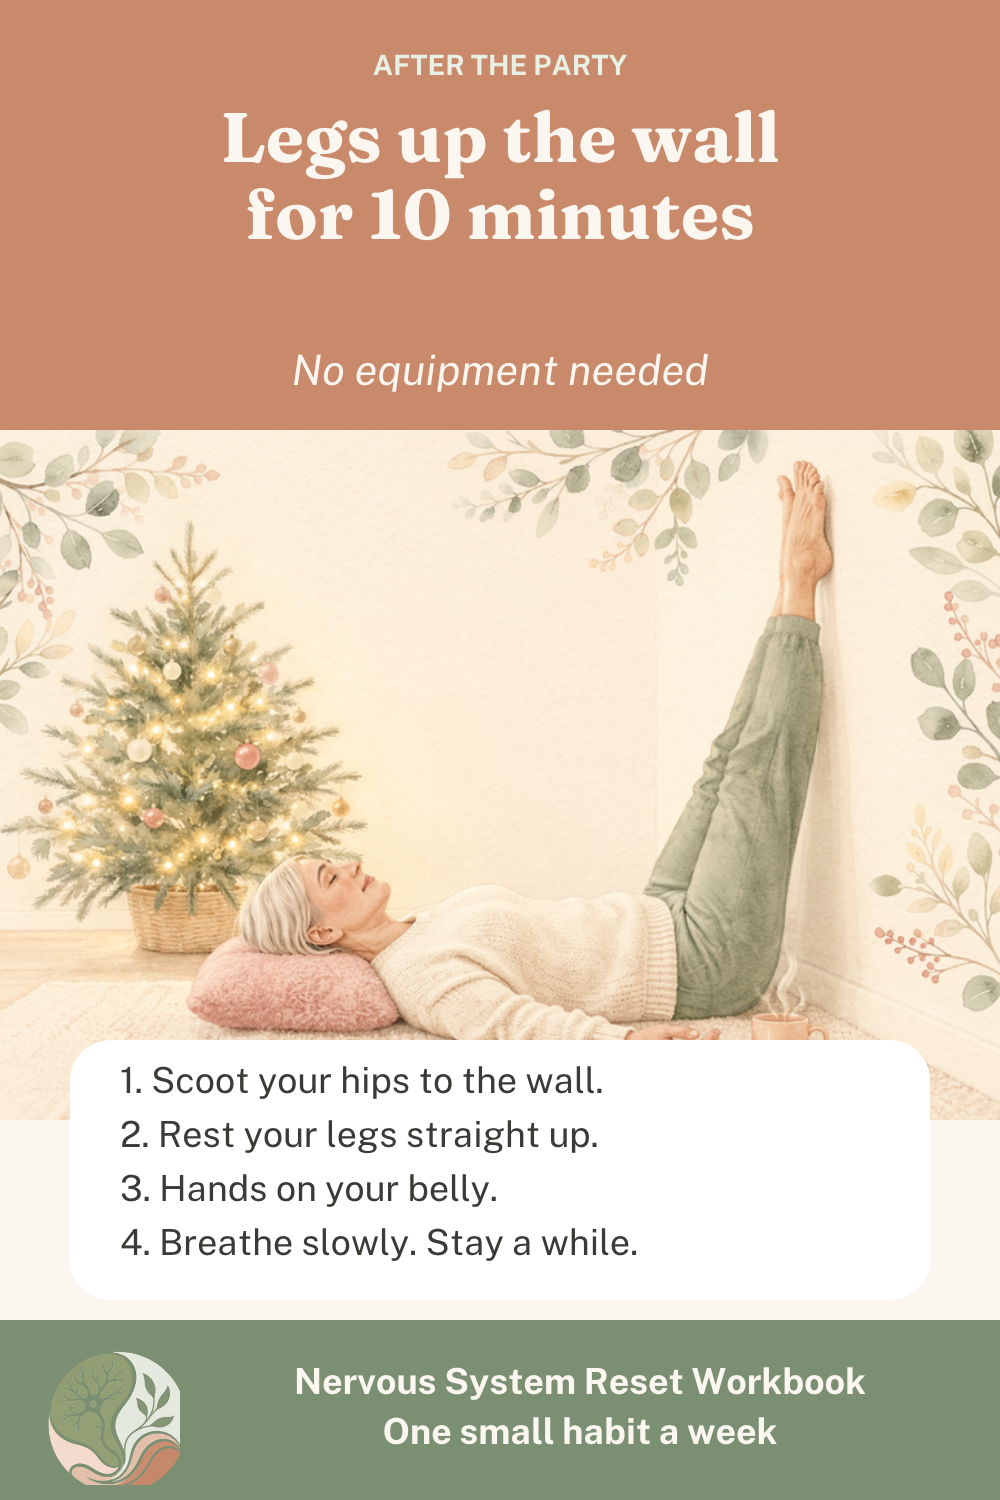 AFTER THE PARTY
Legs up the wall
for 10 minutes
No equipment needed
1. Scoot your hips to the wall.
2. Rest your legs straight up.
3. Hands on your belly.
4. Breathe slowly. Stay a while.
Nervous System Reset Workbook
One small habit a week